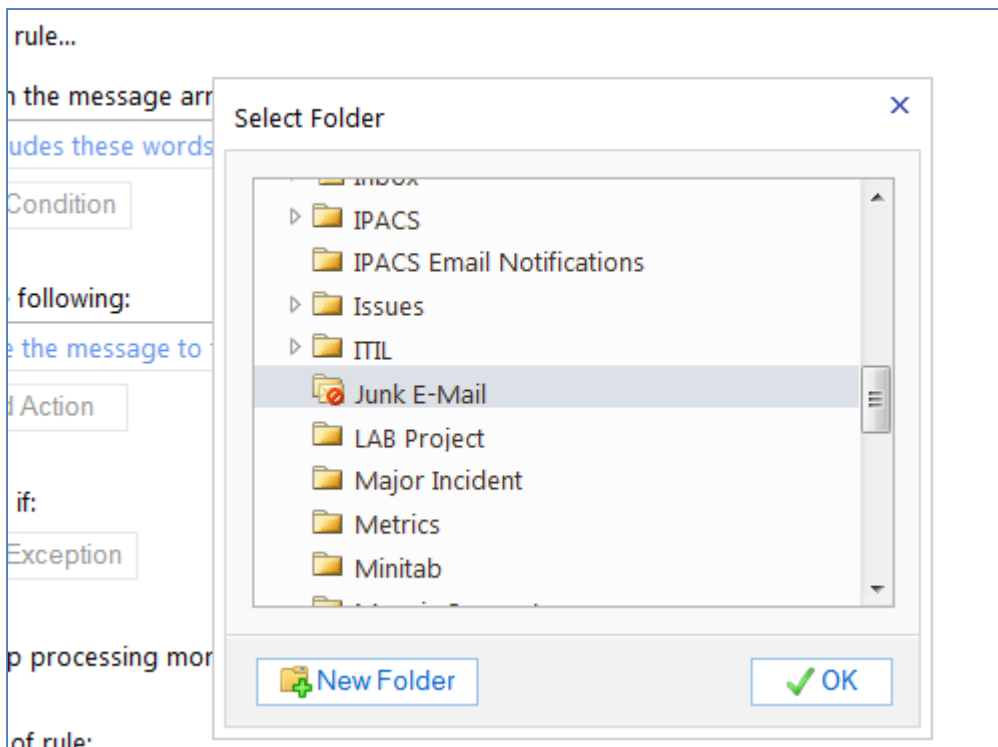 rule...
the message arr
Select Folder
udes these words
Inbox
Condition
IPACS
IPACS Email Notifications
following:
Issues
the message to
ITIL
Junk E-Mail
Action
LAB Project
Major Incident
if:
Metrics
Exception
Minitab
p processing mor
New Folder
OK
of rule: